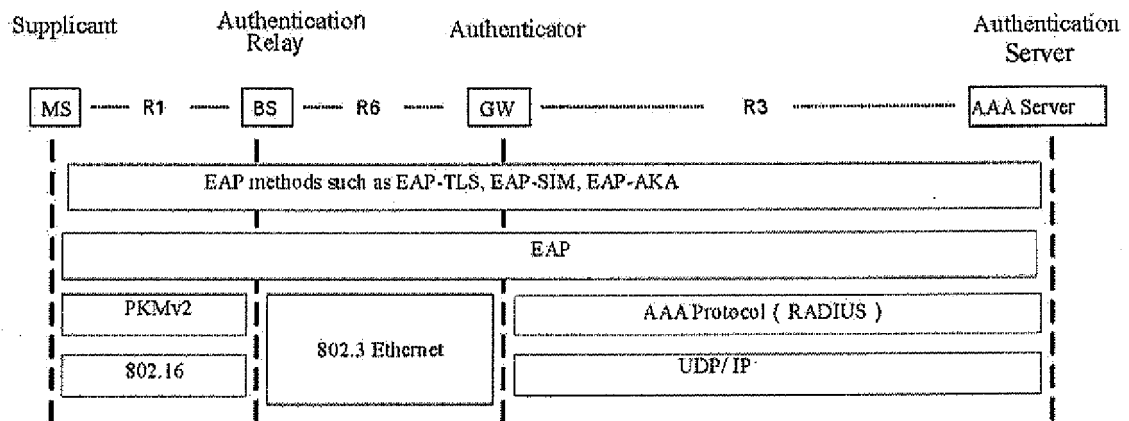 Supplicant
Authentication
Relay
Authenticator
Authentication
Server
MS
R1
BS
R6
GW
R3
AAA Server
EAP methods such as EAP-TLS, EAP-SIM, EAP-AKA
EAP
PKMv2
802.3 Ethernet
AAA Protocol ( RADIUS )
802.16
UDP/ IP